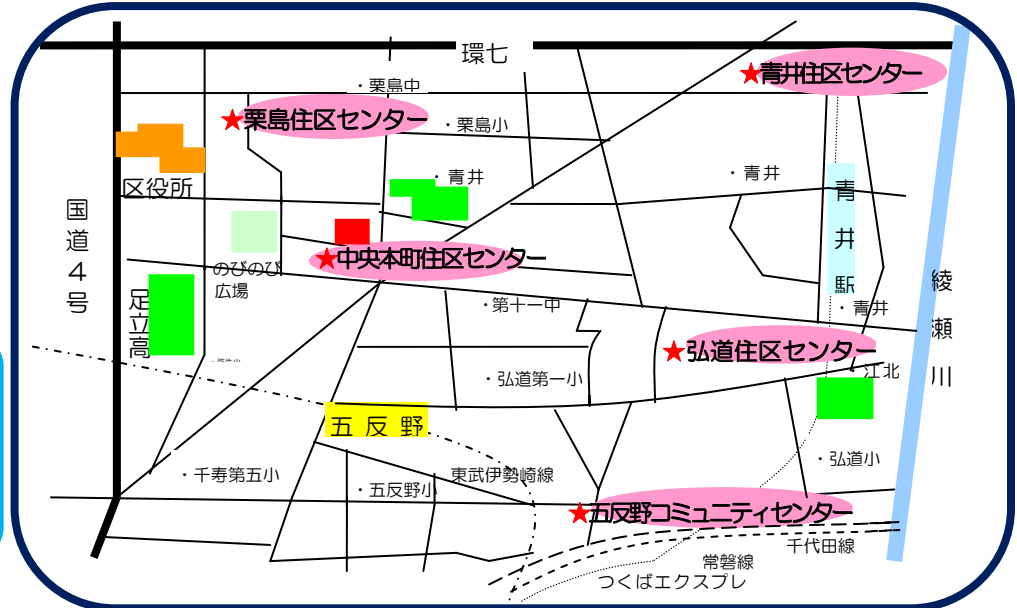 環七
★青井住区センター
・栗島中
★栗島住区センター
・栗島小
・青井
・青井
区役所
青井駅
国道4号
★中央本町住区センター
のびのび
広場
綾瀬川
足立高
・第十一中
・青井
★弘道住区センター
・江北
・弘道第一小
五反野
・弘道小
・千寿第五小
東武伊勢崎線
・五反野小
★五反野コミュニティセンター
千代田線
常磐線
つくばエクスプレ